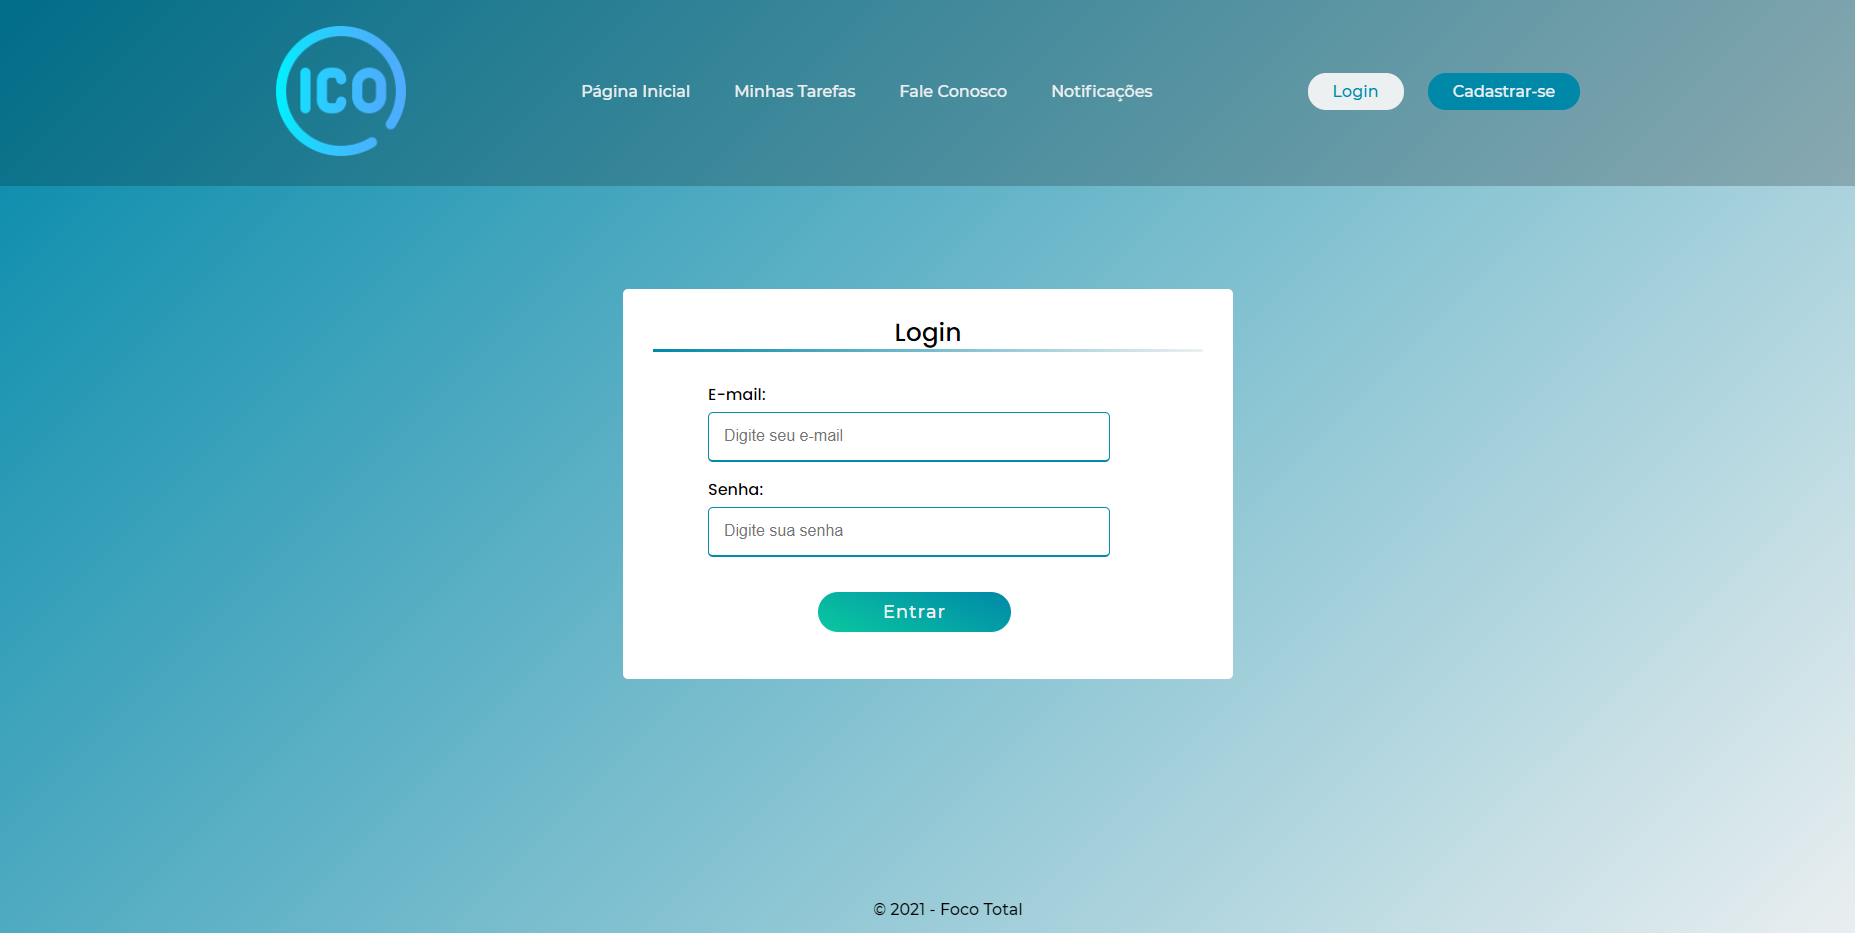 ICO
Página Inicial Minhas Tarefas Fale Conosco Notificações Login Cadastrar-se
Login
E-mail:
Digite seu e-mail
Senha:
Digite sua senha
Entrar
© 2021 - Foco Total